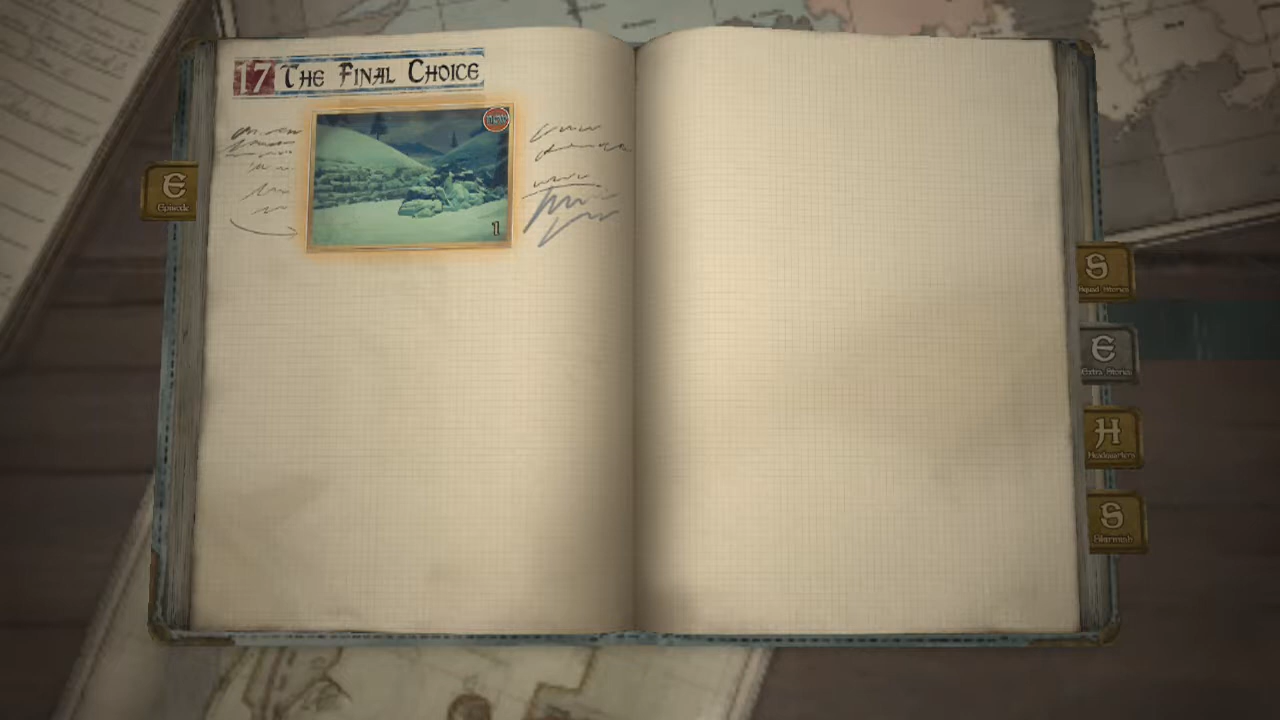 17 The Final Choice
E
Episode
1
S
Squad Stories
E
Extra Stories
H
Headquarters
S
Skirmish